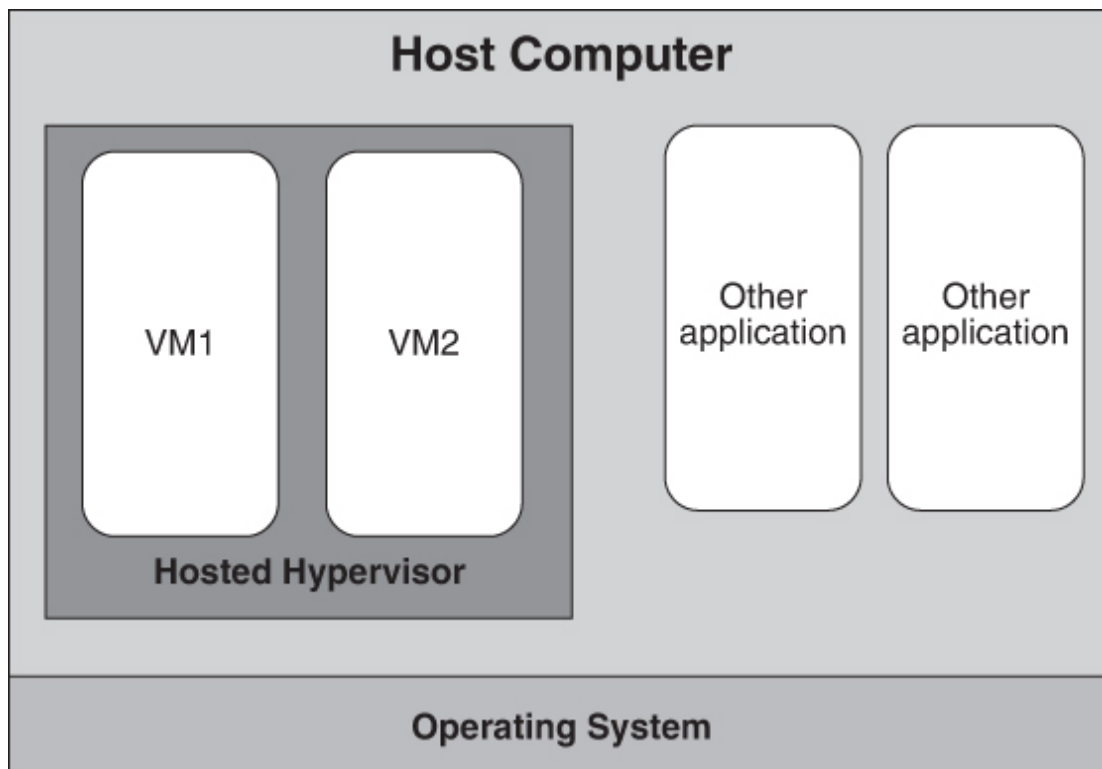 Host Computer
VM1
VM2
Hosted Hypervisor
Other
application
Other
application
Operating System